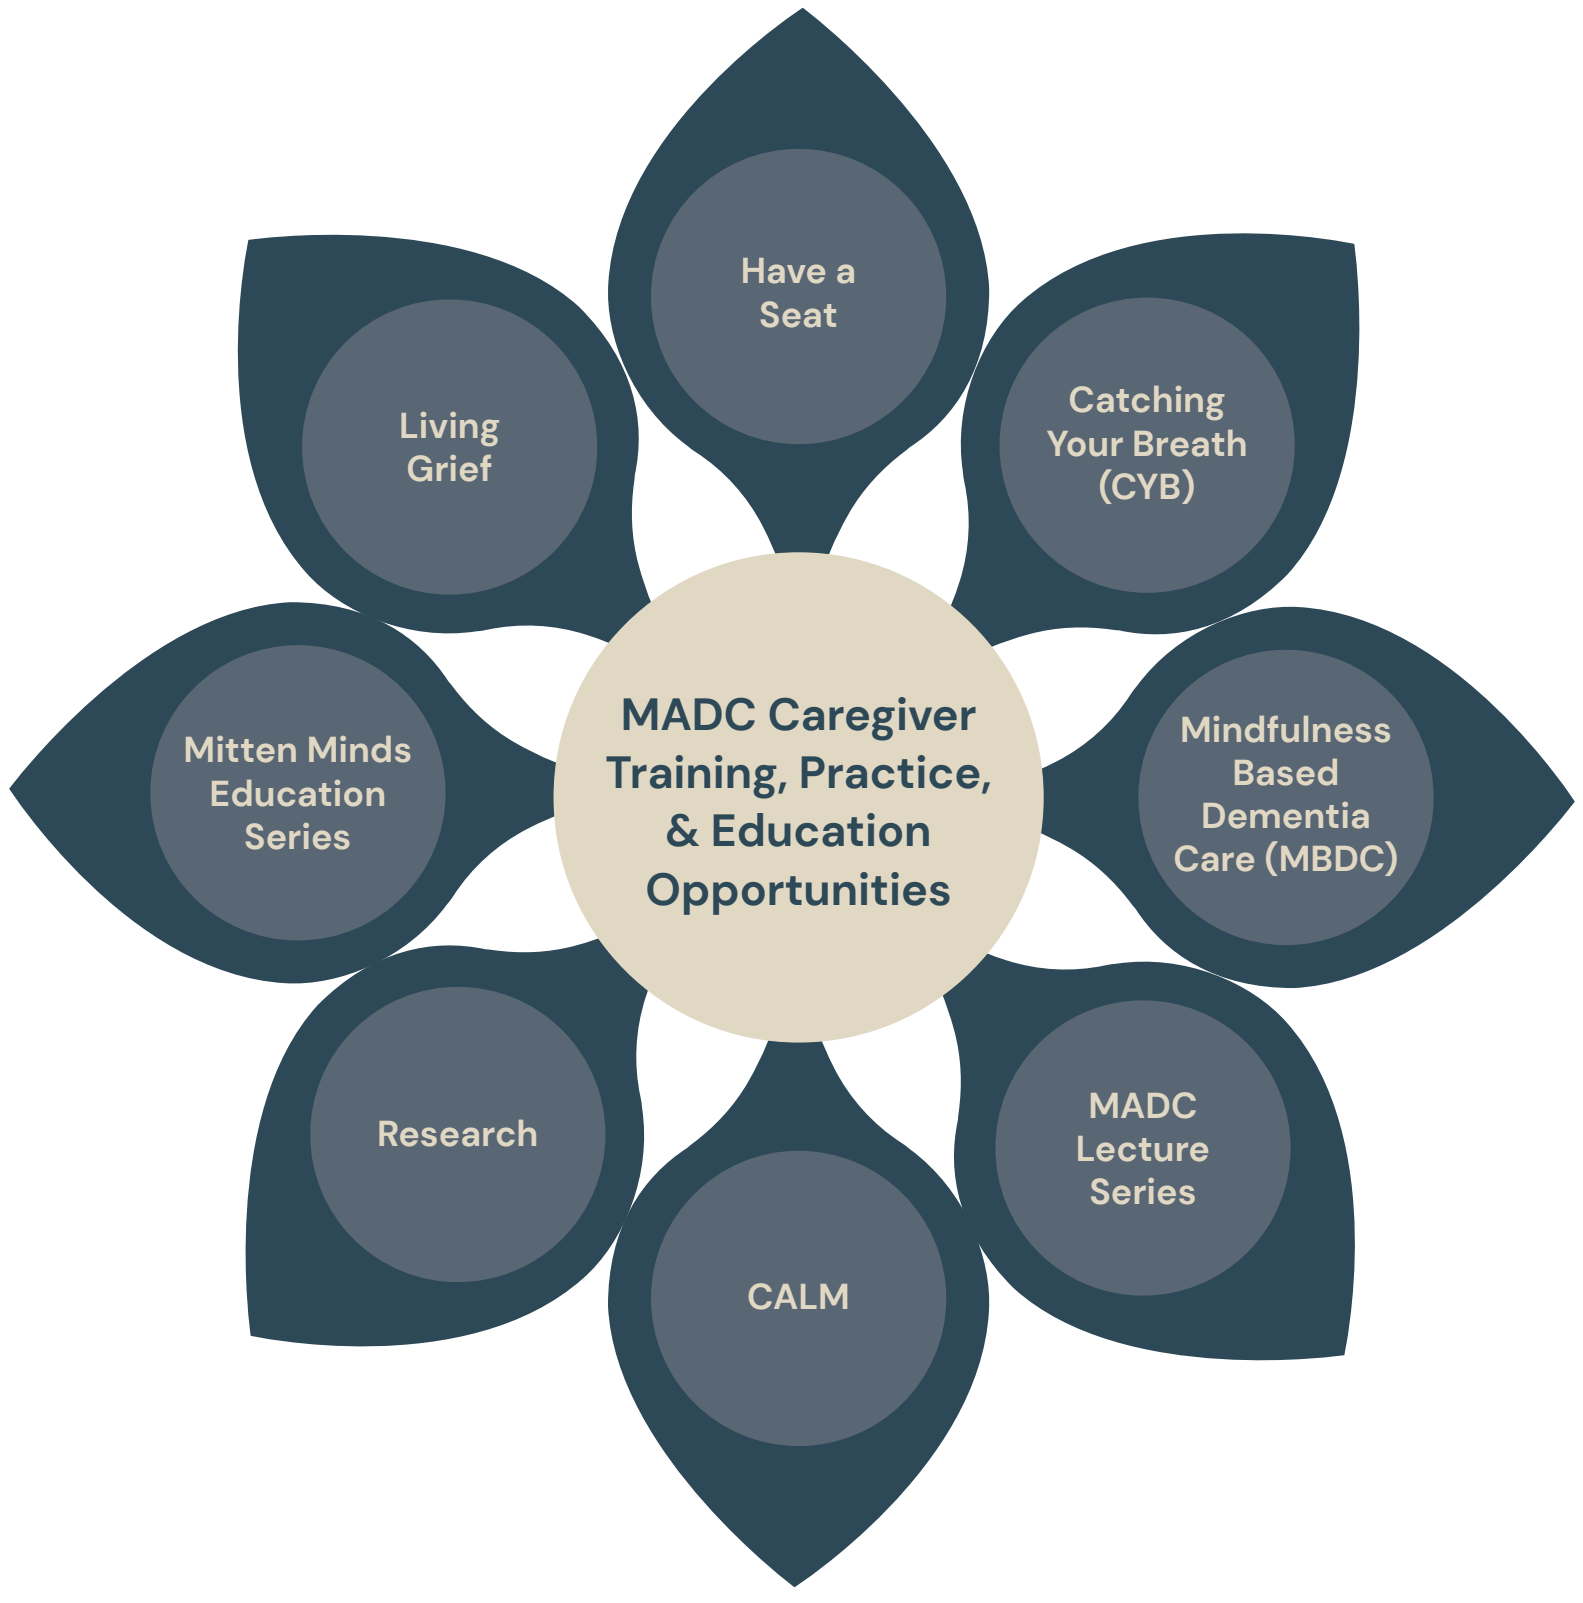 Have a
Seat
Catching
Your Breath
(CYB)
Mindfulness
Based
Dementia
Care (MBDC)
MADC
Lecture
Series
CALM
Research
Mitten Minds
Education
Series
Living
Grief
MADC Caregiver
Training, Practice,
& Education
Opportunities